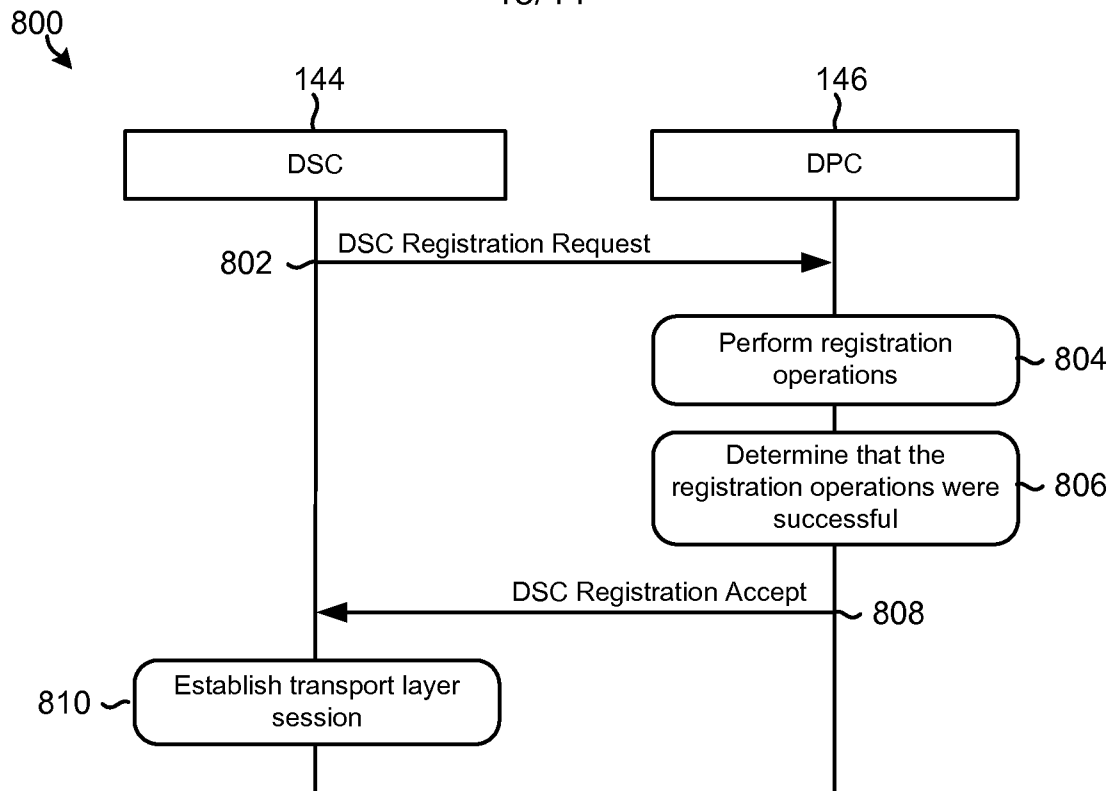 800
144
146
DSC
DPC
DSC Registration Request
802
Perform registration
operations
804
Determine that the
registration operations were
successful
806
DSC Registration Accept
808
Establish transport layer
session
810